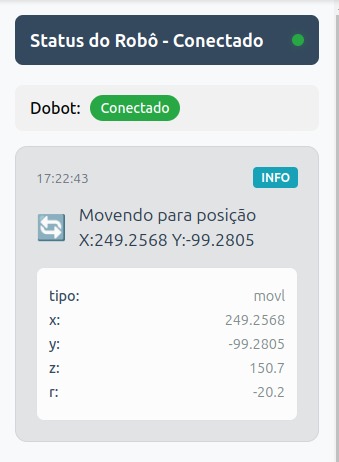 Status do Robô - Conectado
Dobot: Conectado
17:22:43 INFO
Movendo para posição
X:249.2568 Y:-99.2805
tipo: movl
x: 249.2568
y: -99.2805
z: 150.7
r: -20.2